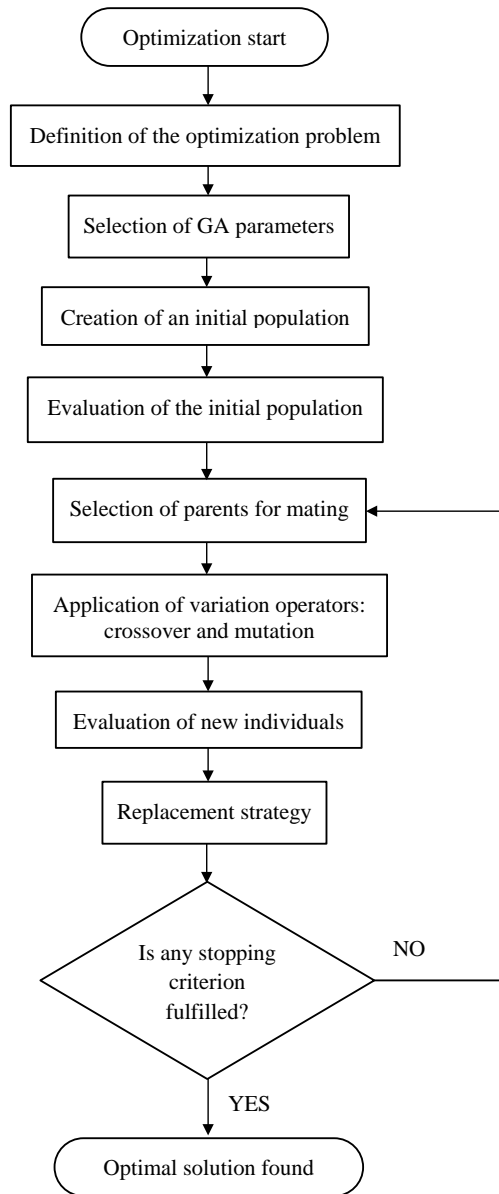 Optimization start
Definition of the optimization problem
Selection of GA parameters
Creation of an initial population
Evaluation of the initial population
Selection of parents for mating
Application of variation operators:
crossover and mutation
Evaluation of new individuals
Replacement strategy
Is any stopping
criterion
fulfilled?
NO
YES
Optimal solution found